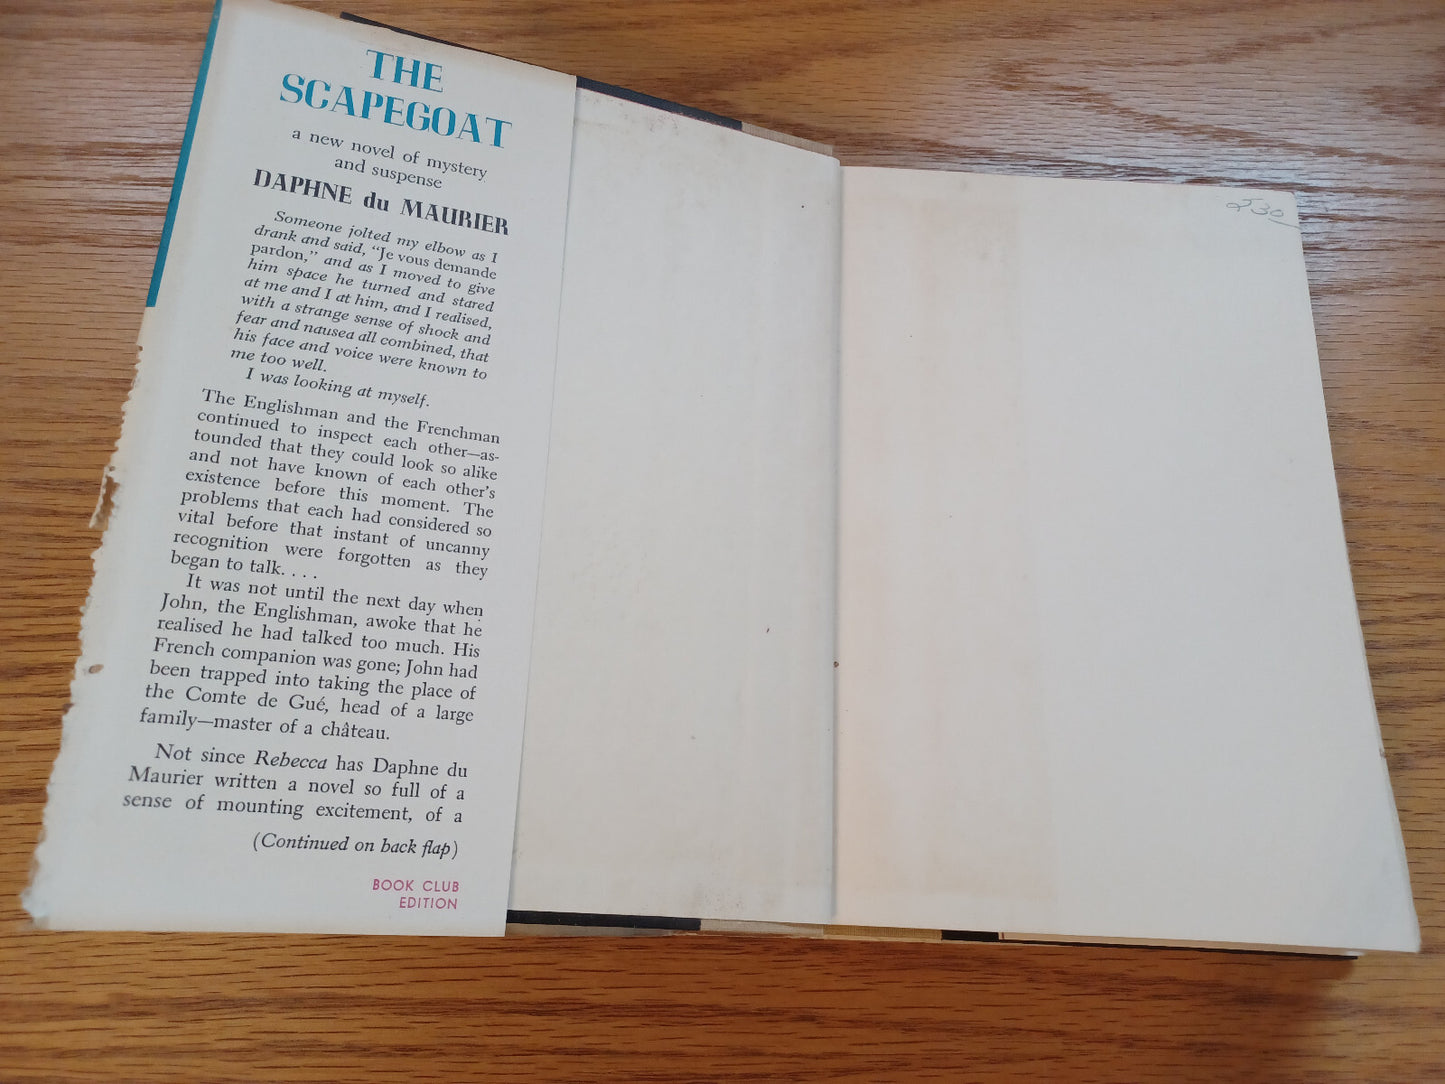 THE
SCAPEGOAT
a new novel of mystery
and suspense
DAPHNE du MAURIER
Someone jolted my elbow as I
drank and said, "Je vous demande
pardon," and as I moved to give
him space he turned and stared
at me and I at him, and I realised,
with a strange sense of shock and
fear and nausea all combined, that
his face and voice were known to
me too well.
I was looking at myself.
The Englishman and the Frenchman
continued to inspect each other—as-
tounded that they could look so alike
and not have known of each other's
existence before this moment. The
problems that each had considered so
vital before that instant of uncanny
recognition were forgotten as they
began to talk. . . .
It was not until the next day when
John, the Englishman, awoke that he
realised he had talked too much. His
French companion was gone; John had
been trapped into taking the place of
the Comte de Gué, head of a large
family—master of a château.
Not since Rebecca has Daphne du
Maurier written a novel so full of a
sense of mounting excitement, of a
(Continued on back flap)
BOOK CLUB
EDITION